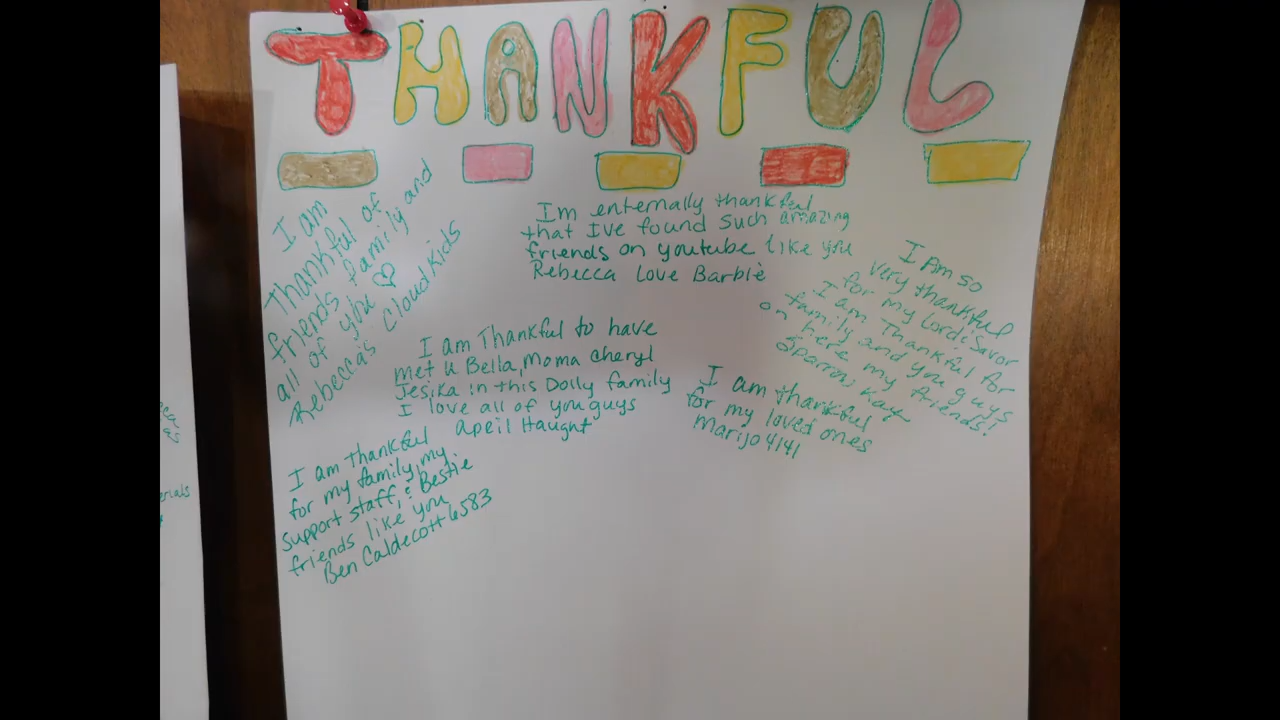 THANKFUL
I am
Thankful of
friends family and
all of you ♡
Rebecca's Cloud Kids
Im enternally thankful
that Ive found such amazing
friends on youtube like you
Rebecca Love Barbie
I Am so
very thankful
for my Lord i Savor
I am Thankful for
family and you guys
on here my friends!
Sparrow Kay
I am Thankful to have
met u Bella, Moma Cheryl
Jesika in this Dolly family
I love all of you guys
Apeil Haught
I am thankful
for my loved ones
Marijo4141
I am Thankful
for my family, my
support staff, & Bestie
friends like you
Ben Caldecott6583
erials